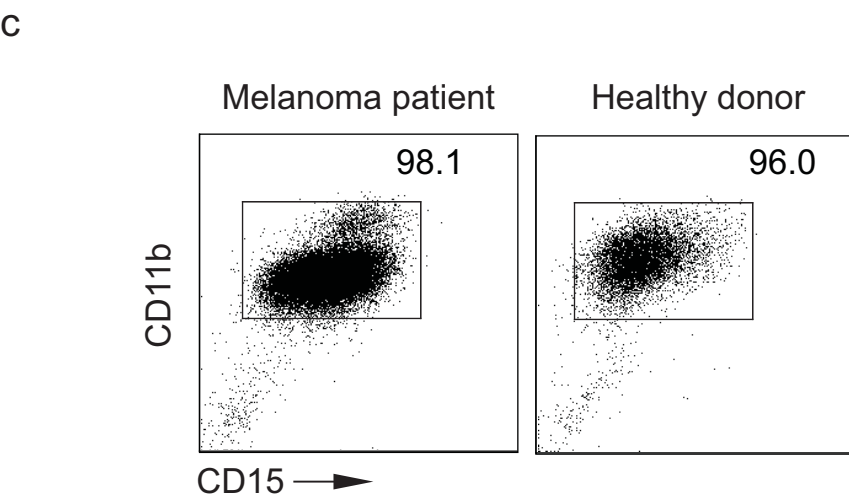 c
Melanoma patient
Healthy donor
98.1
96.0
CD11b
CD15